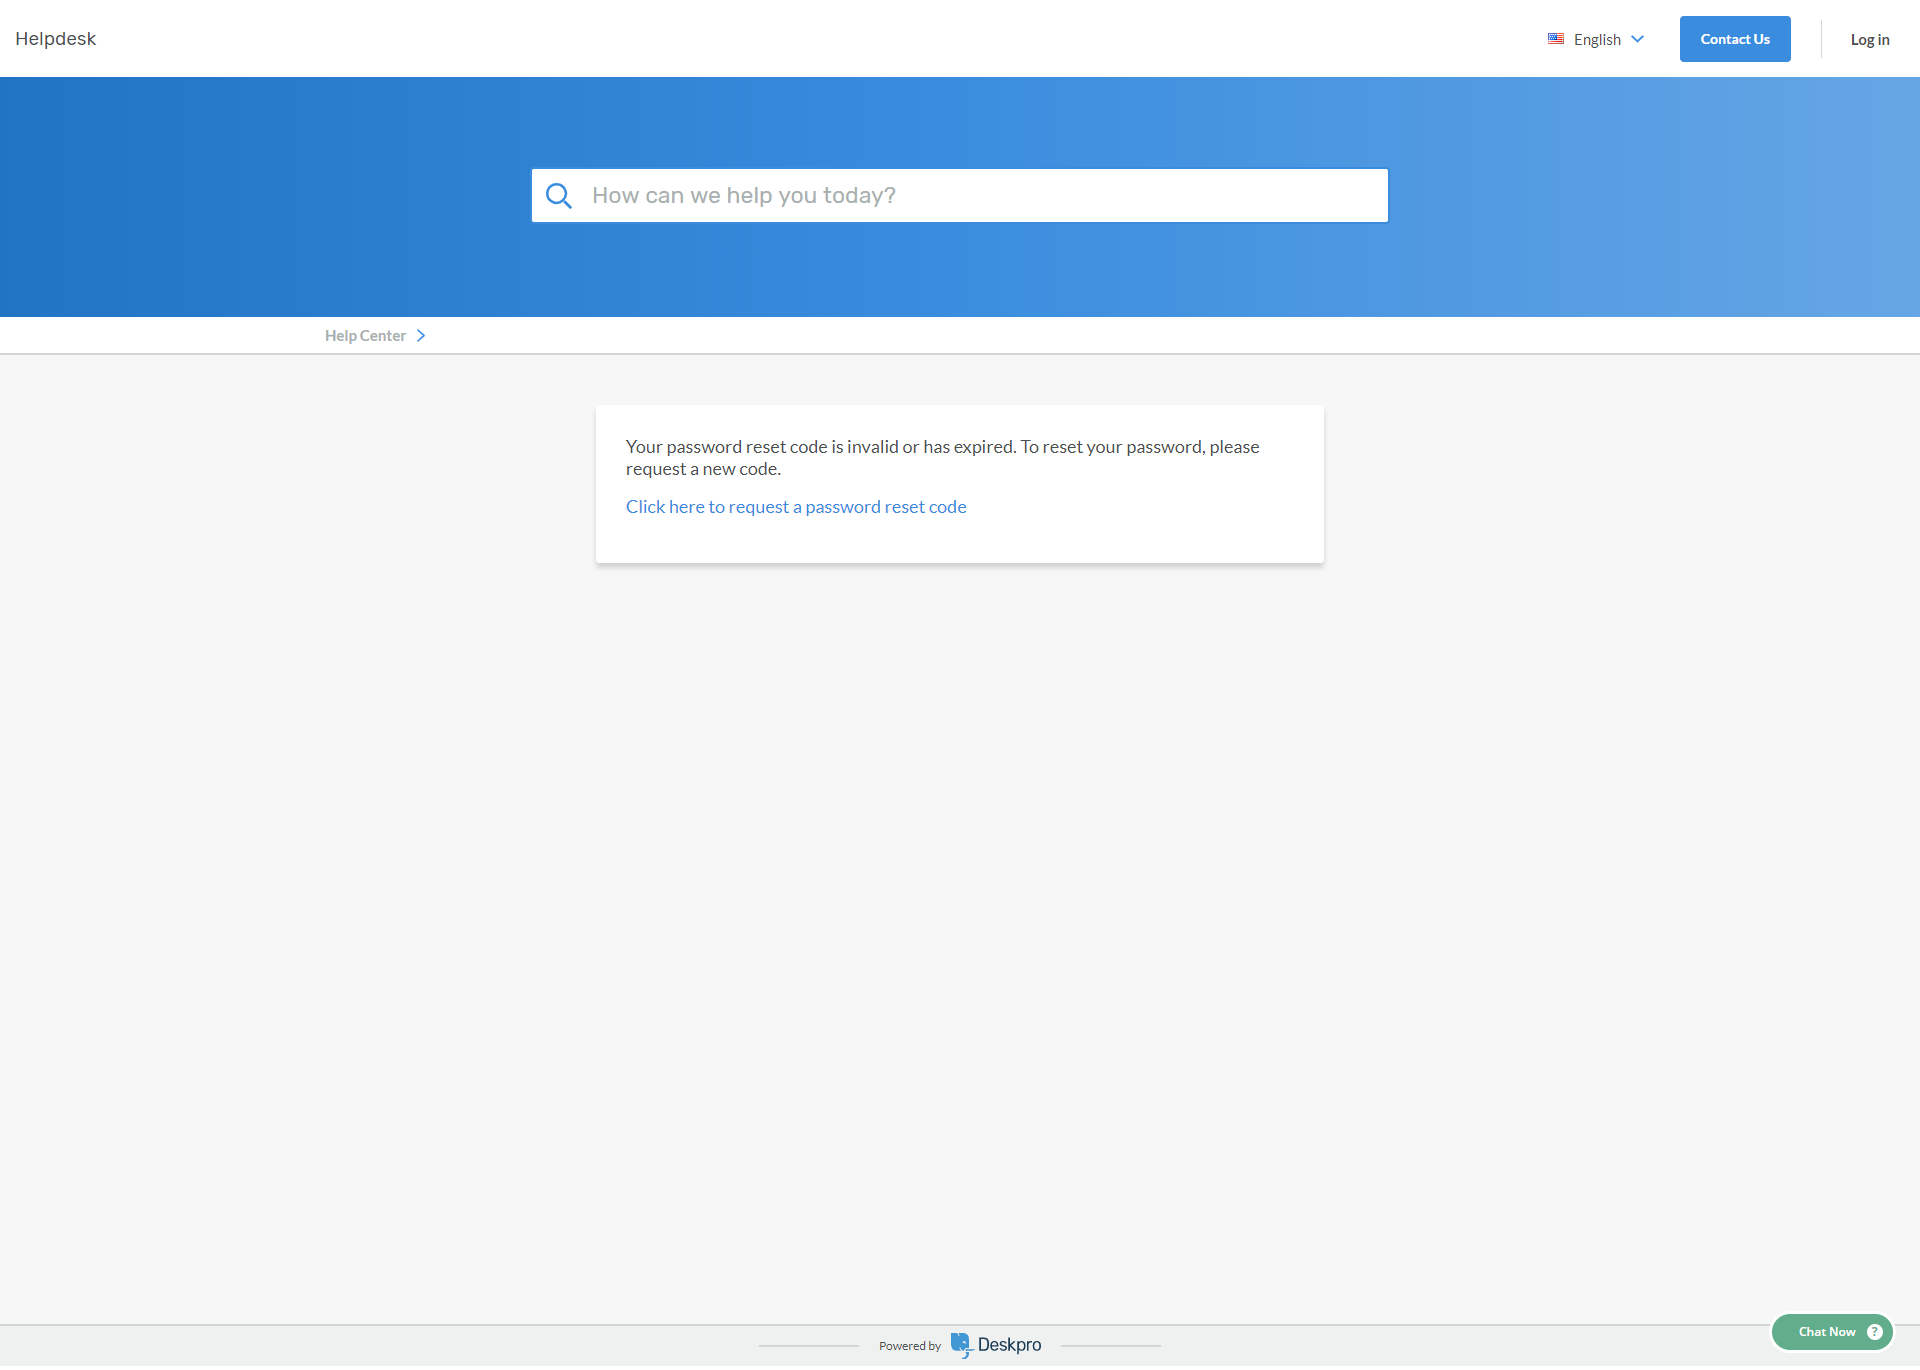 Helpdesk
English
Contact Us
Log in
How can we help you today?
Help Center
Your password reset code is invalid or has expired. To reset your password, please
request a new code.
Click here to request a password reset code
Powered by Deskpro
Chat Now ?